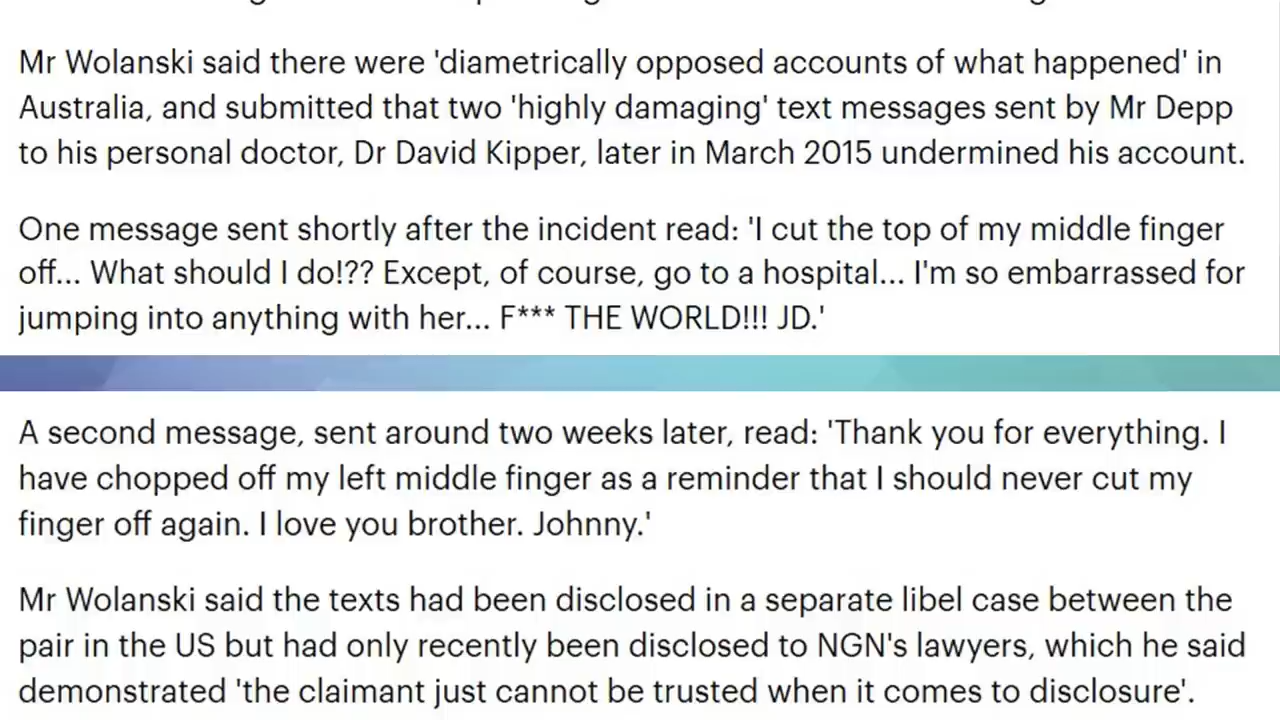 Mr Wolanski said there were 'diametrically opposed accounts of what happened' in
Australia, and submitted that two 'highly damaging' text messages sent by Mr Depp
to his personal doctor, Dr David Kipper, later in March 2015 undermined his account.
One message sent shortly after the incident read: 'I cut the top of my middle finger
off... What should I do!?? Except, of course, go to a hospital... I'm so embarrassed for
jumping into anything with her... F*** THE WORLD!!! JD.'
A second message, sent around two weeks later, read: 'Thank you for everything. I
have chopped off my left middle finger as a reminder that I should never cut my
finger off again. I love you brother. Johnny.'
Mr Wolanski said the texts had been disclosed in a separate libel case between the
pair in the US but had only recently been disclosed to NGN's lawyers, which he said
demonstrated 'the claimant just cannot be trusted when it comes to disclosure'.